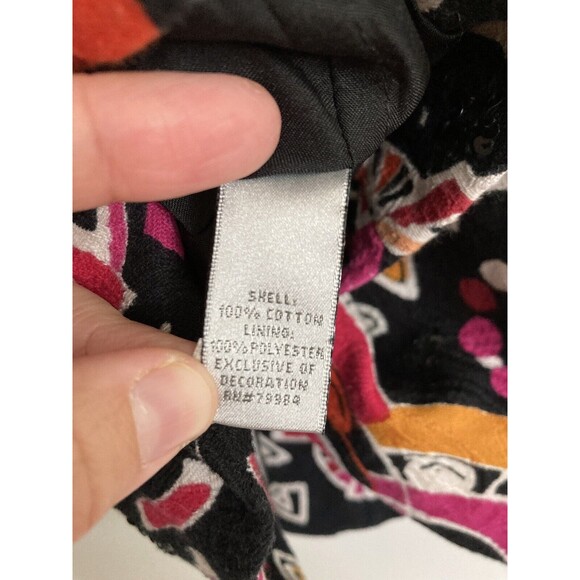 SHELL:
100% COTTON
LINING:
100% POLYESTER
EXCLUSIVE OF
DECORATION
RN#79984